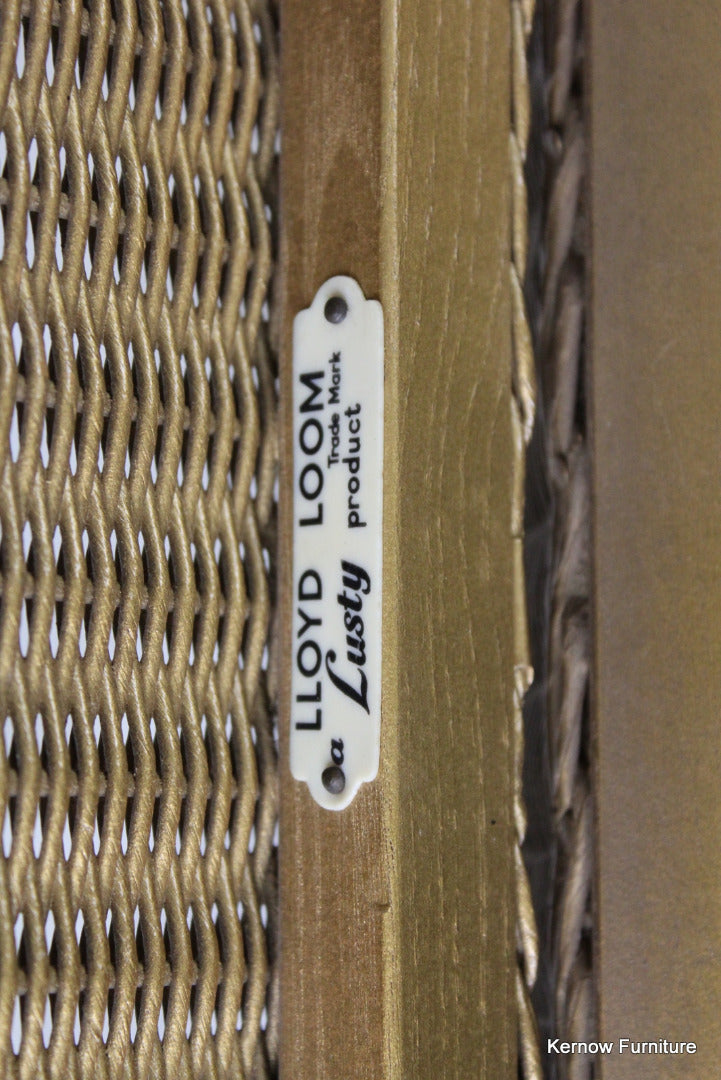 LLOYD LOOM
Trade Mark
a Lusty product
Kernow Furniture